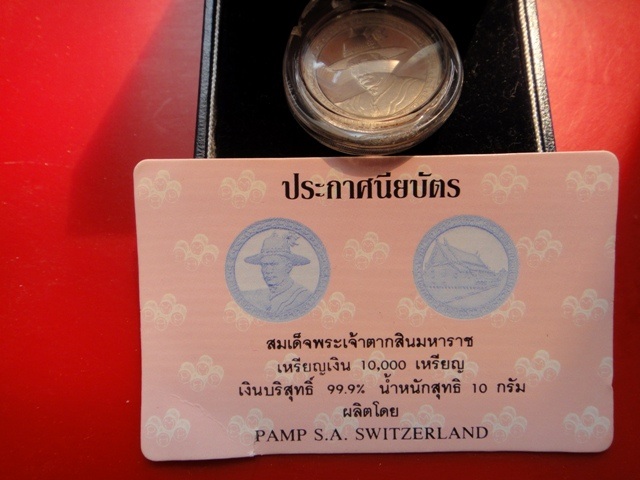 ประกาศนียบัตร
สมเด็จพระเจ้าตากสินมหาราช
เหรียญเงิน 10,000 เหรียญ
เงินบริสุทธิ์ 99.9% น้ำหนักสุทธิ 10 กรัม
ผลิตโดย
PAMP S.A. SWITZERLAND